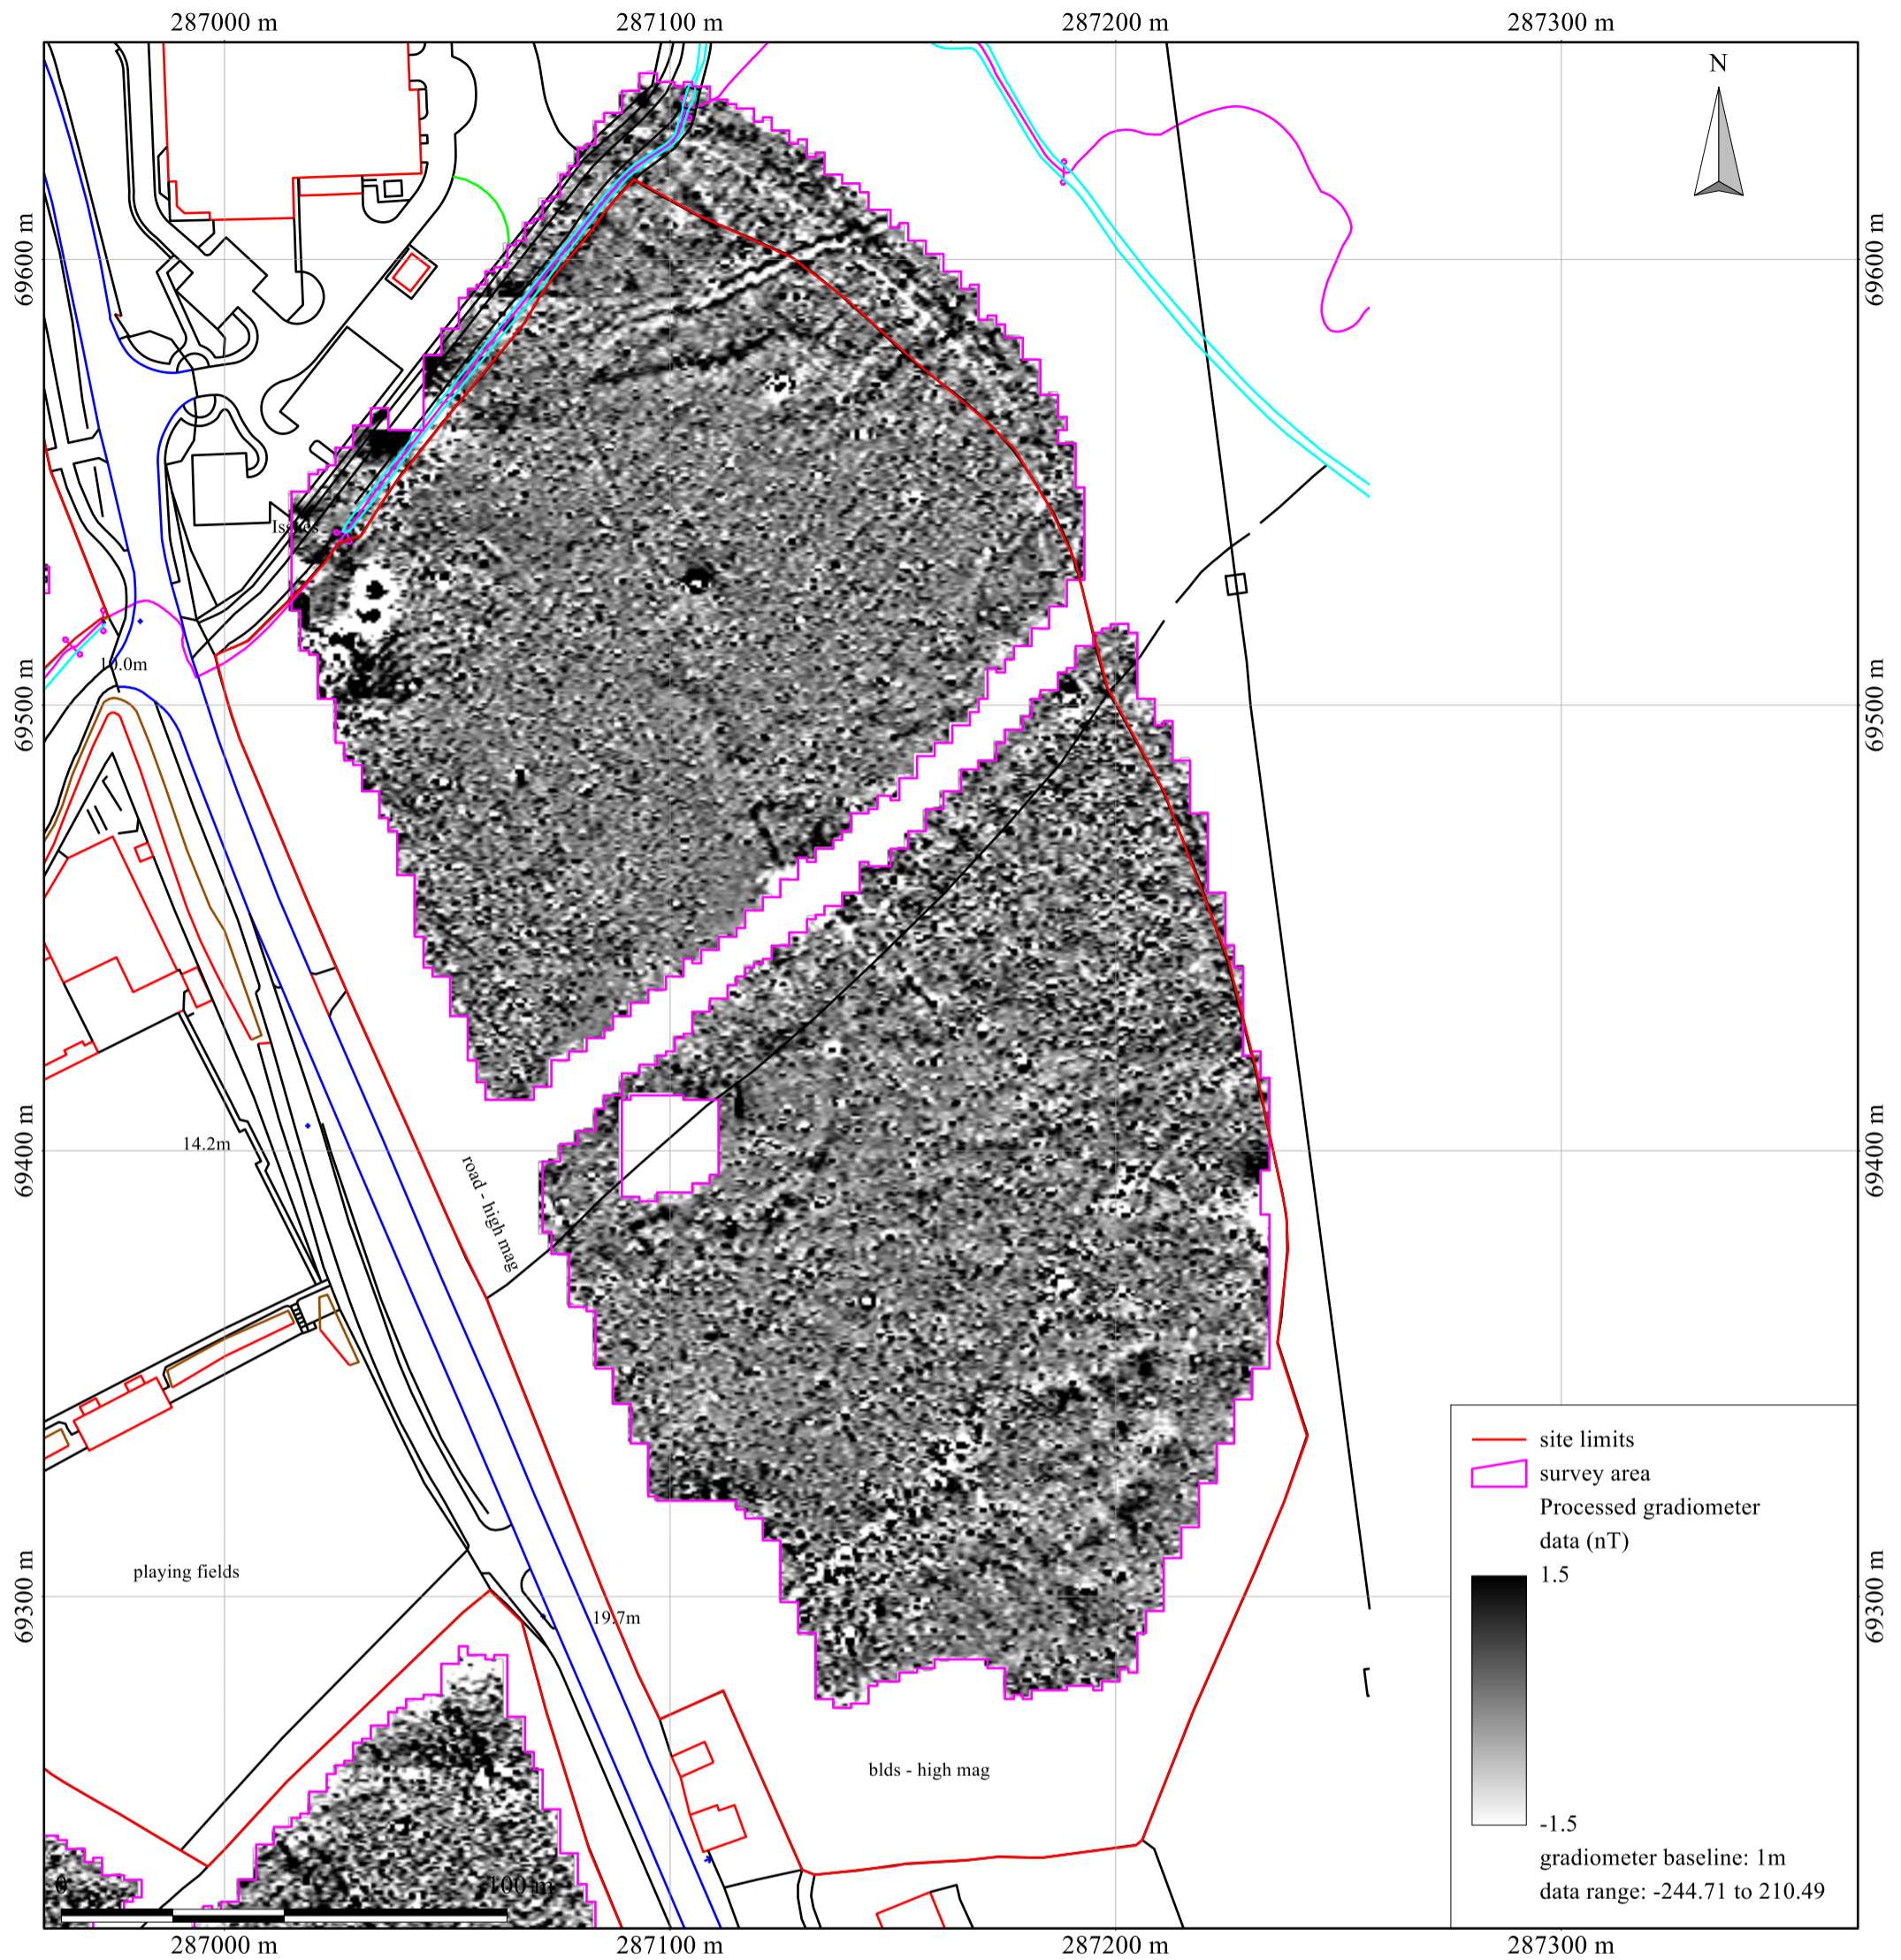 287000 m
287100 m
287200 m
287300 m
N
69600 m
69600 m
69500 m
69500 m
69400 m
69400 m
69300 m
69300 m
Issues
10.0m
14.2m
road - high mag
playing fields
19.7m
blds - high mag
site limits
survey area
Processed gradiometer
data (nT)
1.5
-1.5
gradiometer baseline: 1m
data range: -244.71 to 210.49
0
100 m
287000 m
287100 m
287200 m
287300 m